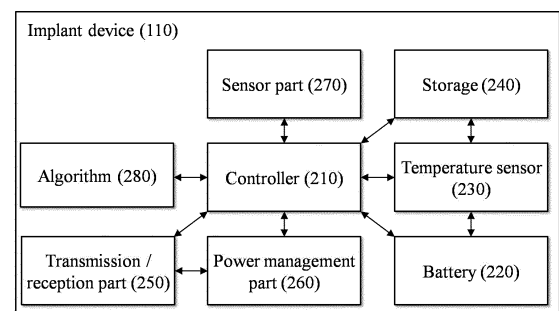 Implant device (110)
Sensor part (270)
Storage (240)
Algorithm (280)
Controller (210)
Temperature sensor
(230)
Transmission /
reception part (250)
Power management
part (260)
Battery (220)